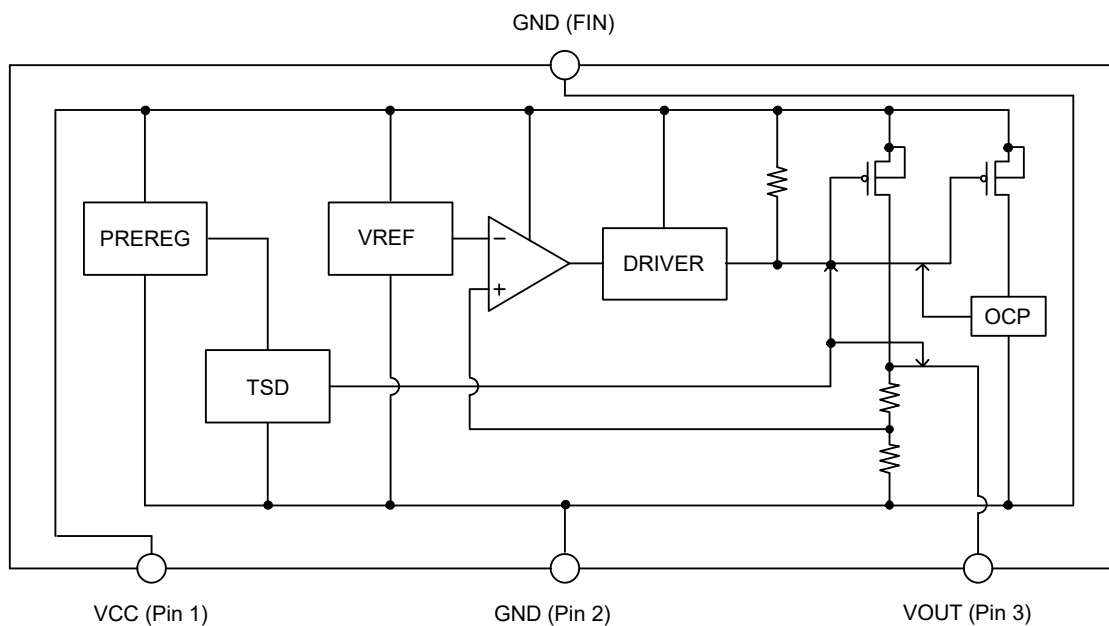 GND (FIN)
PREREG
VREF
−
+
DRIVER
OCP
TSD
VCC (Pin 1)
GND (Pin 2)
VOUT (Pin 3)